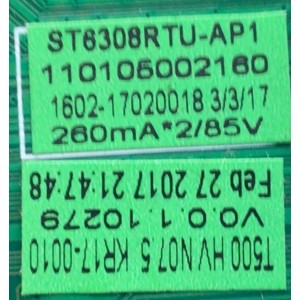 ST6308RTU-AP1
110105002160
1602-17020018 3/3/17
260mA*2/85V
T500 HV N07.5 KR17-0010
V0.0.1.10279
Feb 27 2017 21:47:48